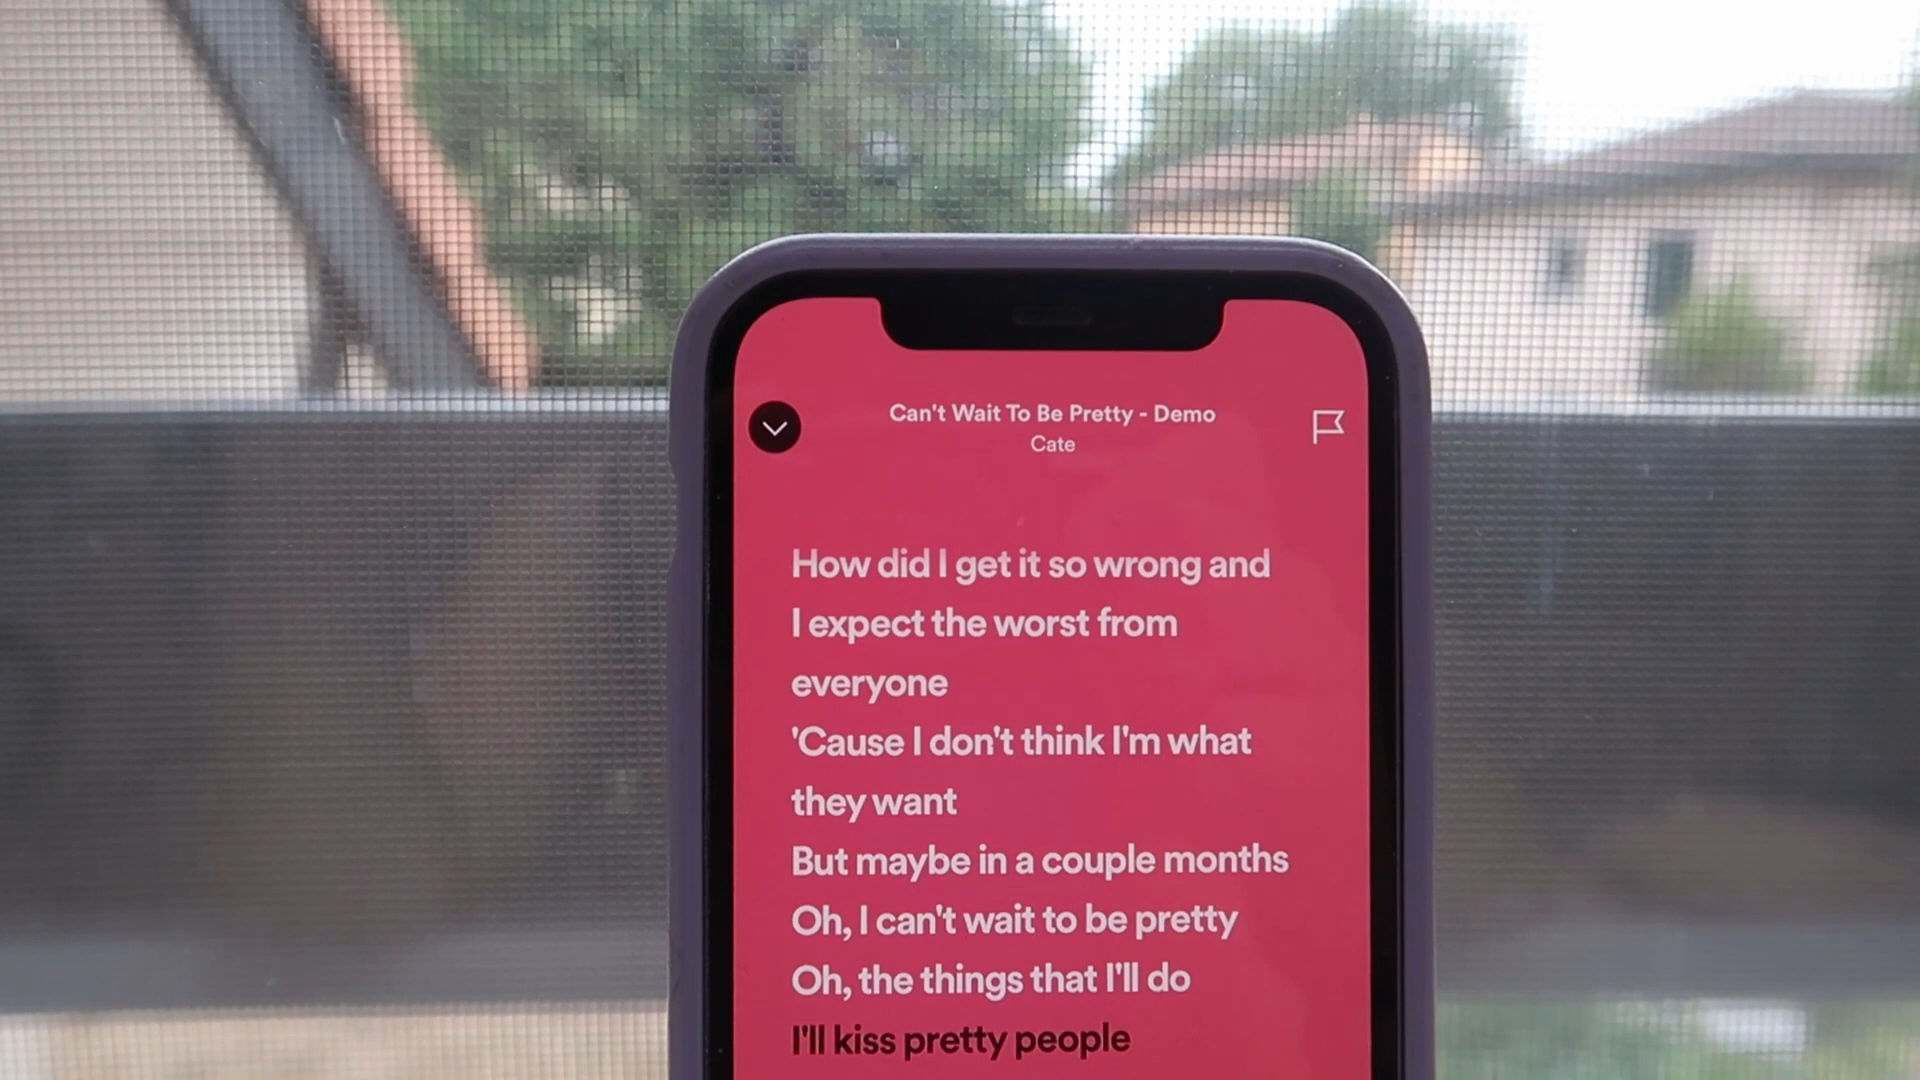 Can't Wait To Be Pretty - Demo
Cate
How did I get it so wrong and
I expect the worst from
everyone
'Cause I don't think I'm what
they want
But maybe in a couple months
Oh, I can't wait to be pretty
Oh, the things that I'll do
I'll kiss pretty people